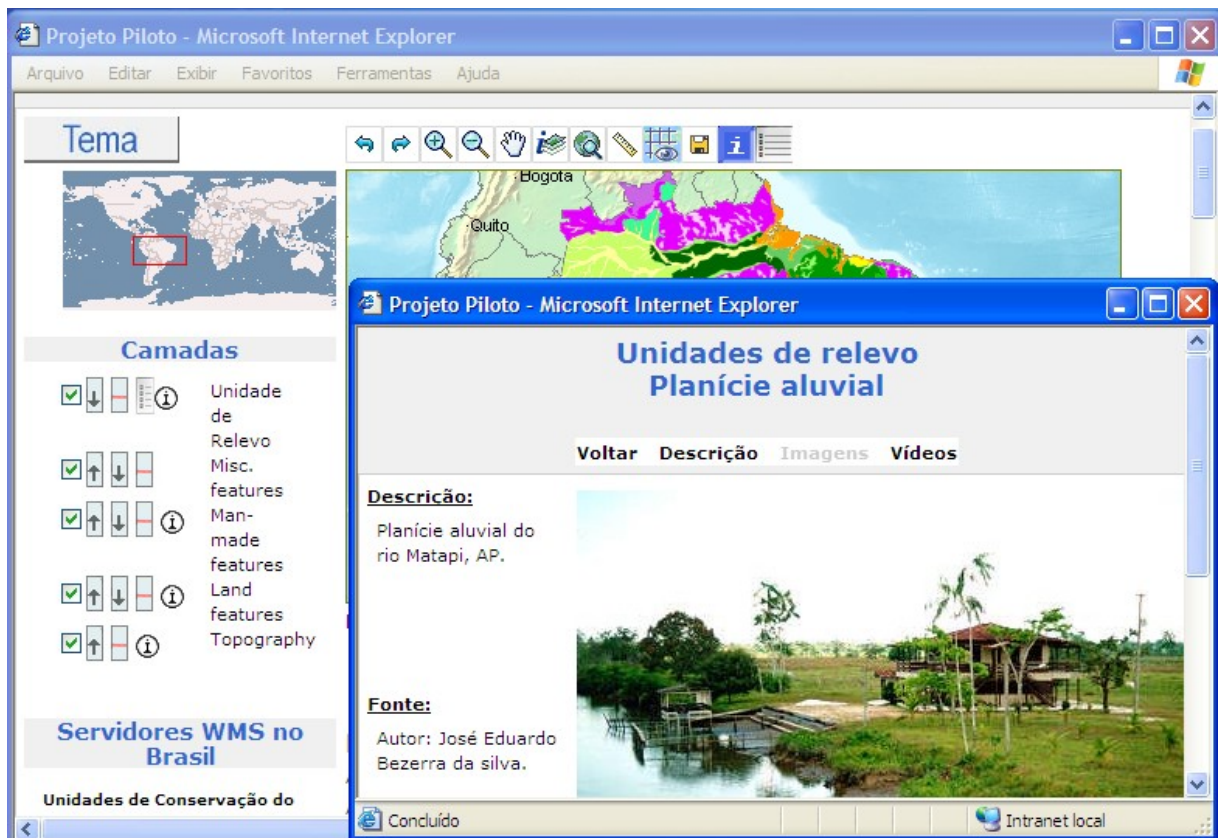 Projeto Piloto - Microsoft Internet Explorer
Arquivo Editar Exibir Favoritos Ferramentas Ajuda
Tema
Bogota
Quito
Camadas
Unidade
de
Relevo
Misc.
features
Man-
made
features
Land
features
Topography
Servidores WMS no
Brasil
Unidades de Conservação do
Projeto Piloto - Microsoft Internet Explorer
Unidades de relevo
Planície aluvial
Voltar Descrição Imagens Vídeos
Descrição:
Planície aluvial do
rio Matapi, AP.
Fonte:
Autor: José Eduardo
Bezerra da silva.
Concluído
Intranet local